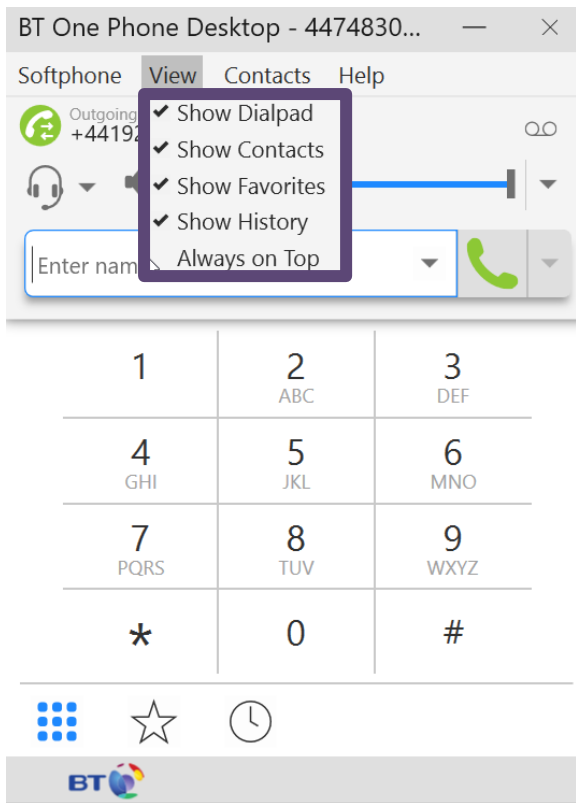 BT One Phone Desktop - 4474830...
Softphone View Contacts Help
Outgoing
+44192
Show Dialpad
Show Contacts
Show Favorites
Show History
Always on Top
Enter nam
1 2 3
ABC DEF
4 5 6
GHI JKL MNO
7 8 9
PQRS TUV WXYZ
* 0 #
BT